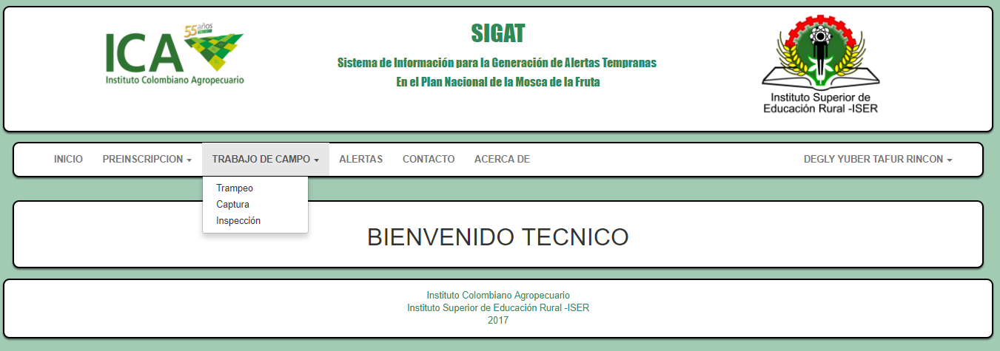 55 años
ICA
Instituto Colombiano Agropecuario
SIGAT
Sistema de Información para la Generación de Alertas Tempranas
En el Plan Nacional de la Mosca de la Fruta
Instituto Superior de
Educación Rural -ISER
INICIO PREINSCRIPCION TRABAJO DE CAMPO ALERTAS CONTACTO ACERCA DE DEGLY YUBER TAFUR RINCON
Trampeo
Captura
Inspección
BIENVENIDO TECNICO
Instituto Colombiano Agropecuario
Instituto Superior de Educación Rural -ISER
2017